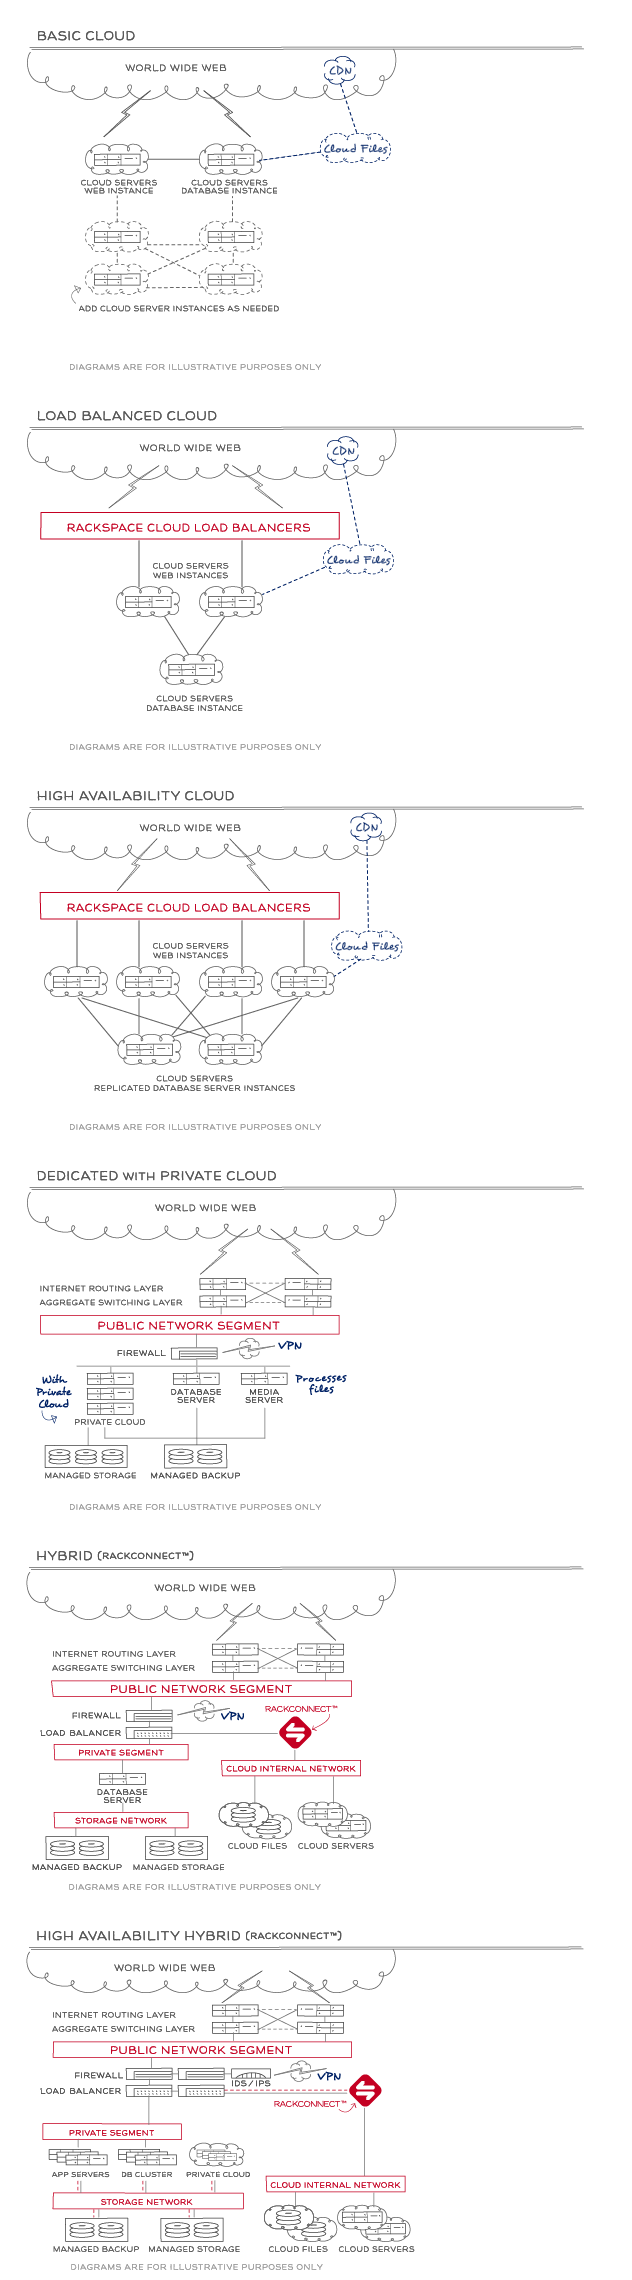 BASIC CLOUD
WORLD WIDE WEB
CDN
Cloud Files
CLOUD SERVERS
WEB INSTANCE
CLOUD SERVERS
DATABASE INSTANCE
ADD CLOUD SERVER INSTANCES AS NEEDED
DIAGRAMS ARE FOR ILLUSTRATIVE PURPOSES ONLY
LOAD BALANCED CLOUD
WORLD WIDE WEB
CDN
RACKSPACE CLOUD LOAD BALANCERS
Cloud Files
CLOUD SERVERS
WEB INSTANCES
CLOUD SERVERS
DATABASE INSTANCE
DIAGRAMS ARE FOR ILLUSTRATIVE PURPOSES ONLY
HIGH AVAILABILITY CLOUD
WORLD WIDE WEB
CDN
RACKSPACE CLOUD LOAD BALANCERS
CLOUD SERVERS
WEB INSTANCES
Cloud Files
CLOUD SERVERS
REPLICATED DATABASE SERVER INSTANCES
DIAGRAMS ARE FOR ILLUSTRATIVE PURPOSES ONLY
DEDICATED WITH PRIVATE CLOUD
WORLD WIDE WEB
INTERNET ROUTING LAYER
AGGREGATE SWITCHING LAYER
PUBLIC NETWORK SEGMENT
FIREWALL
VPN
With
Private
Cloud
PRIVATE CLOUD
DATABASE
SERVER
MEDIA
SERVER
Processes
files
MANAGED STORAGE
MANAGED BACKUP
DIAGRAMS ARE FOR ILLUSTRATIVE PURPOSES ONLY
HYBRID (RACKCONNECT™)
WORLD WIDE WEB
INTERNET ROUTING LAYER
AGGREGATE SWITCHING LAYER
PUBLIC NETWORK SEGMENT
FIREWALL
VPN
RACKCONNECT™
LOAD BALANCER
PRIVATE SEGMENT
CLOUD INTERNAL NETWORK
DATABASE
SERVER
STORAGE NETWORK
CLOUD FILES
CLOUD SERVERS
MANAGED BACKUP
MANAGED STORAGE
DIAGRAMS ARE FOR ILLUSTRATIVE PURPOSES ONLY
HIGH AVAILABILITY HYBRID (RACKCONNECT™)
WORLD WIDE WEB
INTERNET ROUTING LAYER
AGGREGATE SWITCHING LAYER
PUBLIC NETWORK SEGMENT
FIREWALL
IDS/IPS
VPN
LOAD BALANCER
RACKCONNECT™
PRIVATE SEGMENT
APP SERVERS
DB CLUSTER
PRIVATE CLOUD
CLOUD INTERNAL NETWORK
STORAGE NETWORK
MANAGED BACKUP
MANAGED STORAGE
CLOUD FILES
CLOUD SERVERS
DIAGRAMS ARE FOR ILLUSTRATIVE PURPOSES ONLY